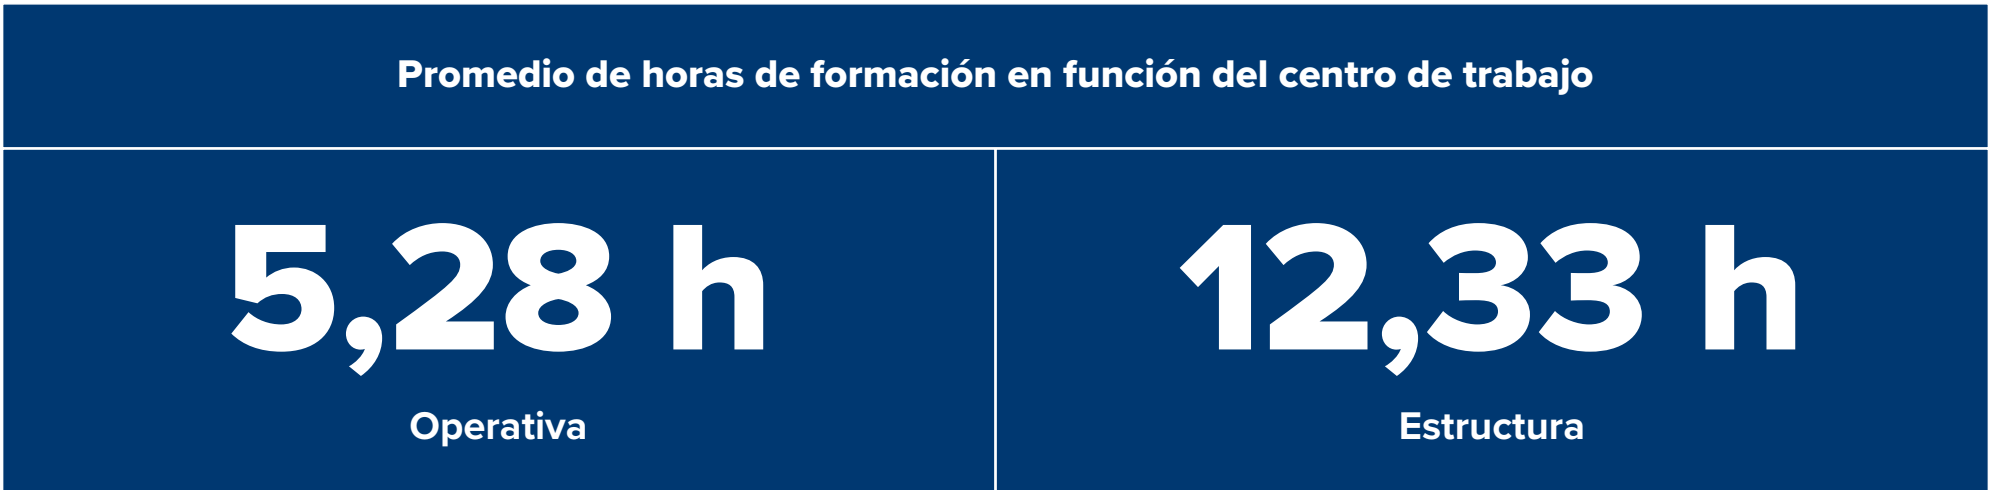 Promedio de horas de formación en función del centro de trabajo
5,28 h
Operativa
12,33 h
Estructura